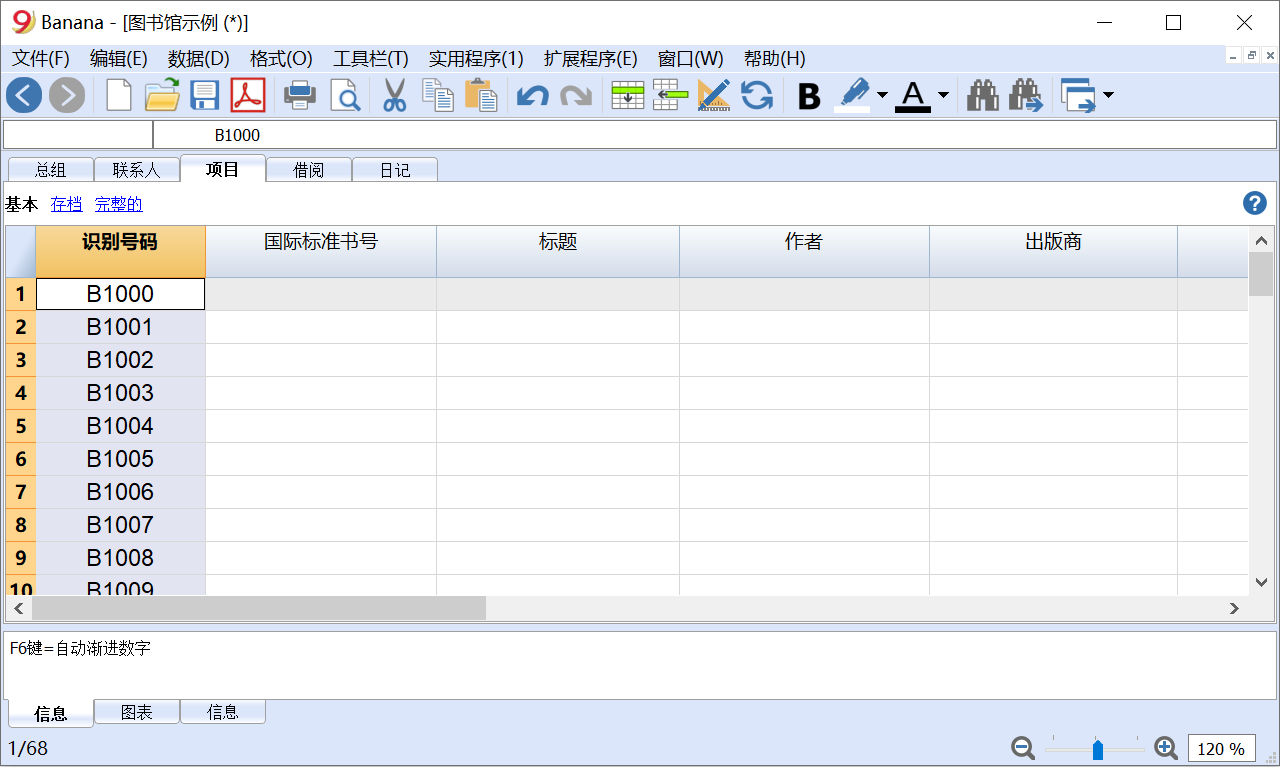 Banana - [图书馆示例 (*)]
文件(F) 编辑(E) 数据(D) 格式(O) 工具栏(T) 实用程序(1) 扩展程序(E) 窗口(W) 帮助(H)
B A
B1000
总组 联系人 项目 借阅 日记
基本 存档 完整的 ?
识别号码 国际标准书号 标题 作者 出版商
1 B1000
2 B1001
3 B1002
4 B1003
5 B1004
6 B1005
7 B1006
8 B1007
9 B1008
10 B1009
F6键=自动渐进数字
信息 图表 信息
1/68 120 %